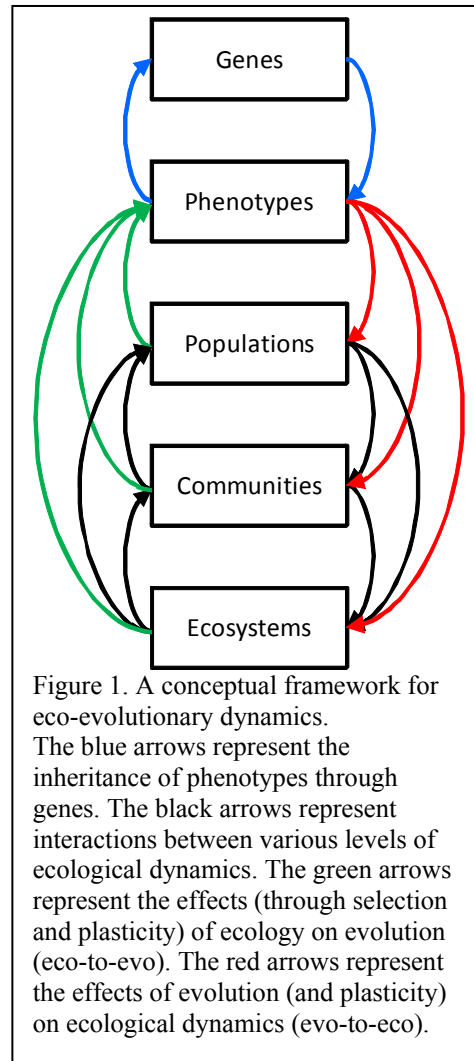 Genes
Phenotypes
Populations
Communities
Ecosystems
Figure 1. A conceptual framework for
eco-evolutionary dynamics.
The blue arrows represent the
inheritance of phenotypes through
genes. The black arrows represent
interactions between various levels of
ecological dynamics. The green arrows
represent the effects (through selection
and plasticity) of ecology on evolution
(eco-to-evo). The red arrows represent
the effects of evolution (and plasticity)
on ecological dynamics (evo-to-eco).